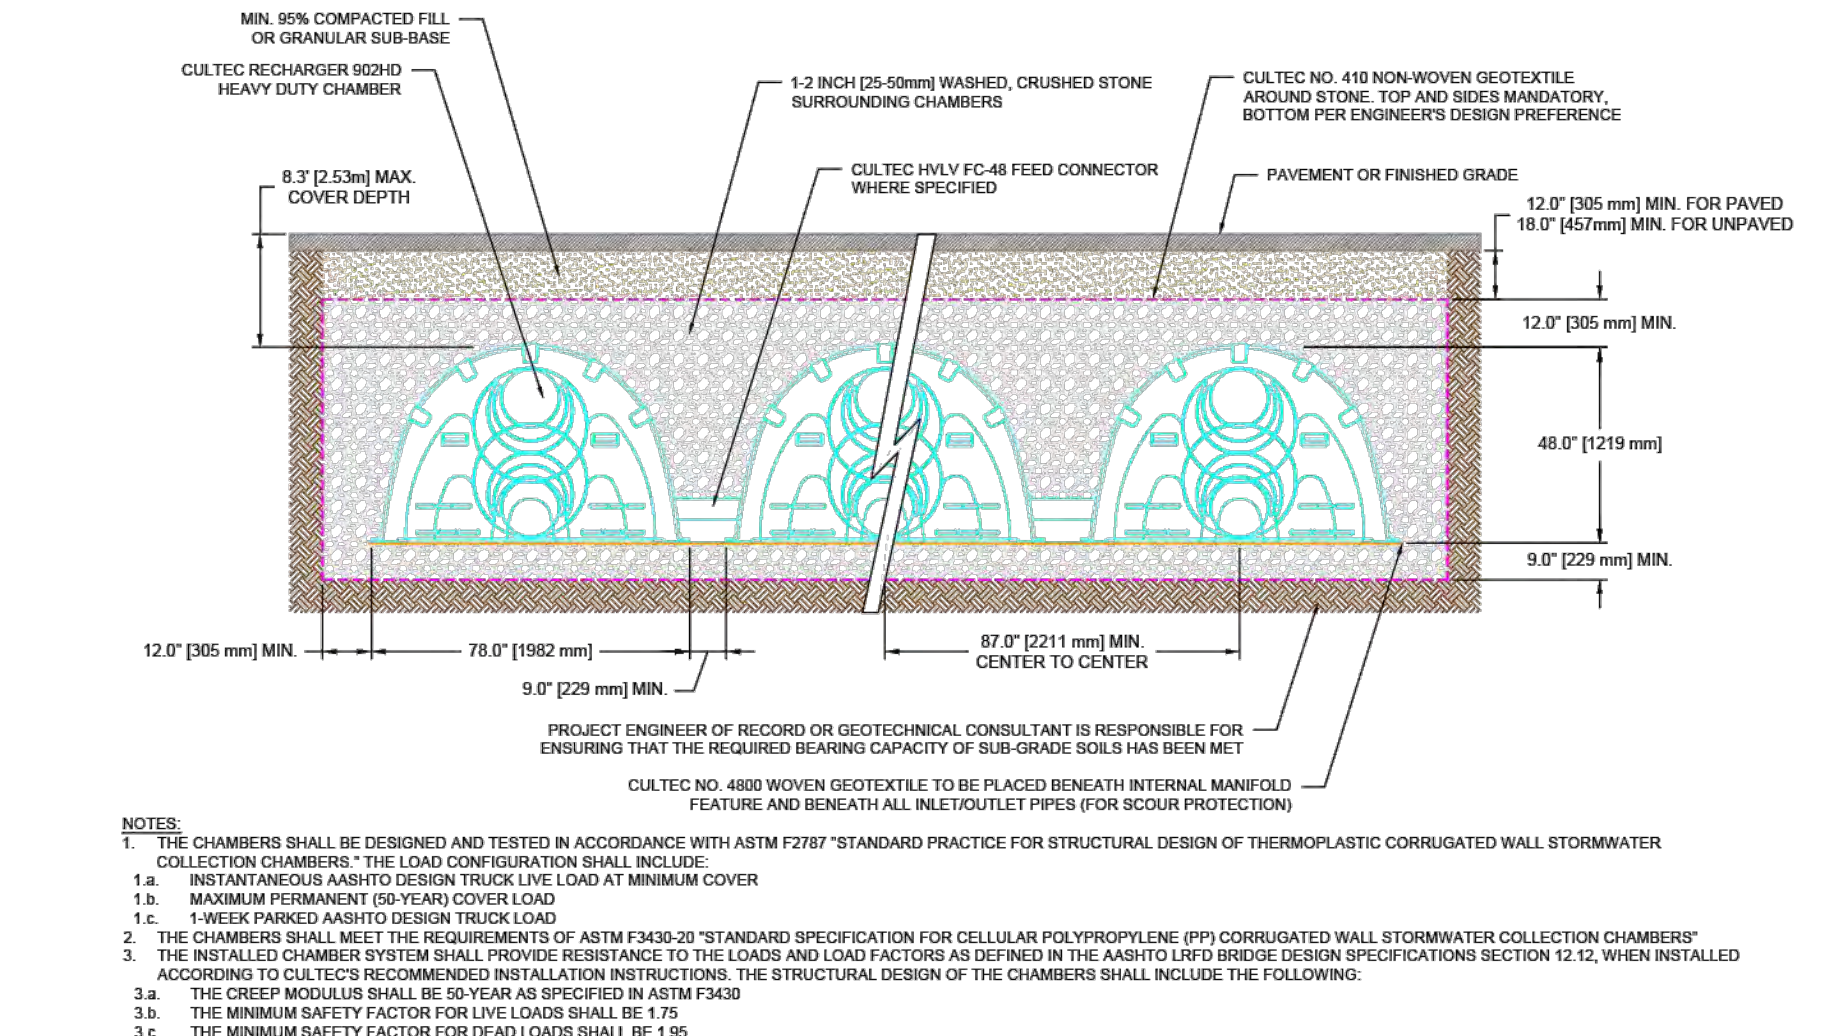 MIN. 95% COMPACTED FILL
OR GRANULAR SUB-BASE
CULTEC RECHARGER 902HD
HEAVY DUTY CHAMBER
1-2 INCH [25-50mm] WASHED, CRUSHED STONE
SURROUNDING CHAMBERS
CULTEC NO. 410 NON-WOVEN GEOTEXTILE
AROUND STONE. TOP AND SIDES MANDATORY,
BOTTOM PER ENGINEER'S DESIGN PREFERENCE
CULTEC HVLV FC-48 FEED CONNECTOR
WHERE SPECIFIED
PAVEMENT OR FINISHED GRADE
8.3' [2.53m] MAX.
COVER DEPTH
12.0" [305 mm] MIN. FOR PAVED
18.0" [457mm] MIN. FOR UNPAVED
12.0" [305 mm] MIN.
48.0" [1219 mm]
9.0" [229 mm] MIN.
12.0" [305 mm] MIN.
78.0" [1982 mm]
9.0" [229 mm] MIN.
87.0" [2211 mm] MIN.
CENTER TO CENTER
PROJECT ENGINEER OF RECORD OR GEOTECHNICAL CONSULTANT IS RESPONSIBLE FOR
ENSURING THAT THE REQUIRED BEARING CAPACITY OF SUB-GRADE SOILS HAS BEEN MET
CULTEC NO. 4800 WOVEN GEOTEXTILE TO BE PLACED BENEATH INTERNAL MANIFOLD
FEATURE AND BENEATH ALL INLET/OUTLET PIPES (FOR SCOUR PROTECTION)
NOTES:
1. THE CHAMBERS SHALL BE DESIGNED AND TESTED IN ACCORDANCE WITH ASTM F2787 "STANDARD PRACTICE FOR STRUCTURAL DESIGN OF THERMOPLASTIC CORRUGATED WALL STORMWATER
COLLECTION CHAMBERS." THE LOAD CONFIGURATION SHALL INCLUDE:
1.a. INSTANTANEOUS AASHTO DESIGN TRUCK LIVE LOAD AT MINIMUM COVER
1.b. MAXIMUM PERMANENT (50-YEAR) COVER LOAD
1.c. 1-WEEK PARKED AASHTO DESIGN TRUCK LOAD
2. THE CHAMBERS SHALL MEET THE REQUIREMENTS OF ASTM F3430-20 "STANDARD SPECIFICATION FOR CELLULAR POLYPROPYLENE (PP) CORRUGATED WALL STORMWATER COLLECTION CHAMBERS"
3. THE INSTALLED CHAMBER SYSTEM SHALL PROVIDE RESISTANCE TO THE LOADS AND LOAD FACTORS AS DEFINED IN THE AASHTO LRFD BRIDGE DESIGN SPECIFICATIONS SECTION 12.12, WHEN INSTALLED
ACCORDING TO CULTEC'S RECOMMENDED INSTALLATION INSTRUCTIONS. THE STRUCTURAL DESIGN OF THE CHAMBERS SHALL INCLUDE THE FOLLOWING:
3.a. THE CREEP MODULUS SHALL BE 50-YEAR AS SPECIFIED IN ASTM F3430
3.b. THE MINIMUM SAFETY FACTOR FOR LIVE LOADS SHALL BE 1.75
3.c. THE MINIMUM SAFETY FACTOR FOR DEAD LOADS SHALL BE 1.95